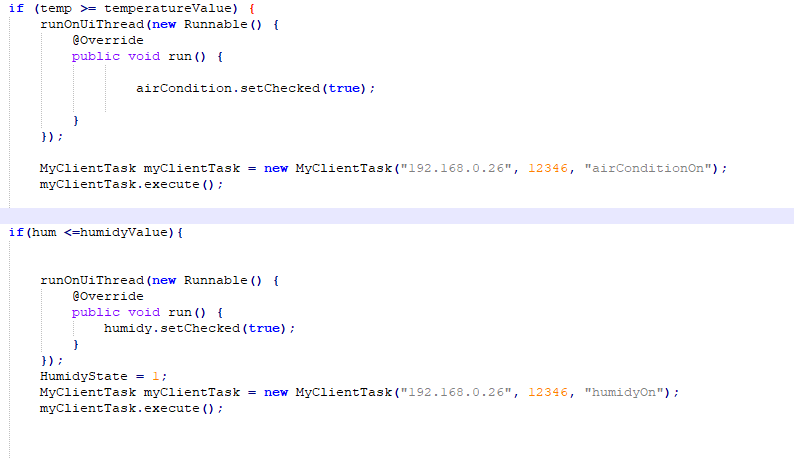 if (temp >= temperatureValue) {
runOnUiThread(new Runnable() {
@Override
public void run() {
airCondition.setChecked(true);
}
});
MyClientTask myClientTask = new MyClientTask("192.168.0.26", 12346, "airConditionOn");
myClientTask.execute();
if(hum <=humidyValue){
runOnUiThread(new Runnable() {
@Override
public void run() {
humidy.setChecked(true);
}
});
HumidyState = 1;
MyClientTask myClientTask = new MyClientTask("192.168.0.26", 12346, "humidyOn");
myClientTask.execute();